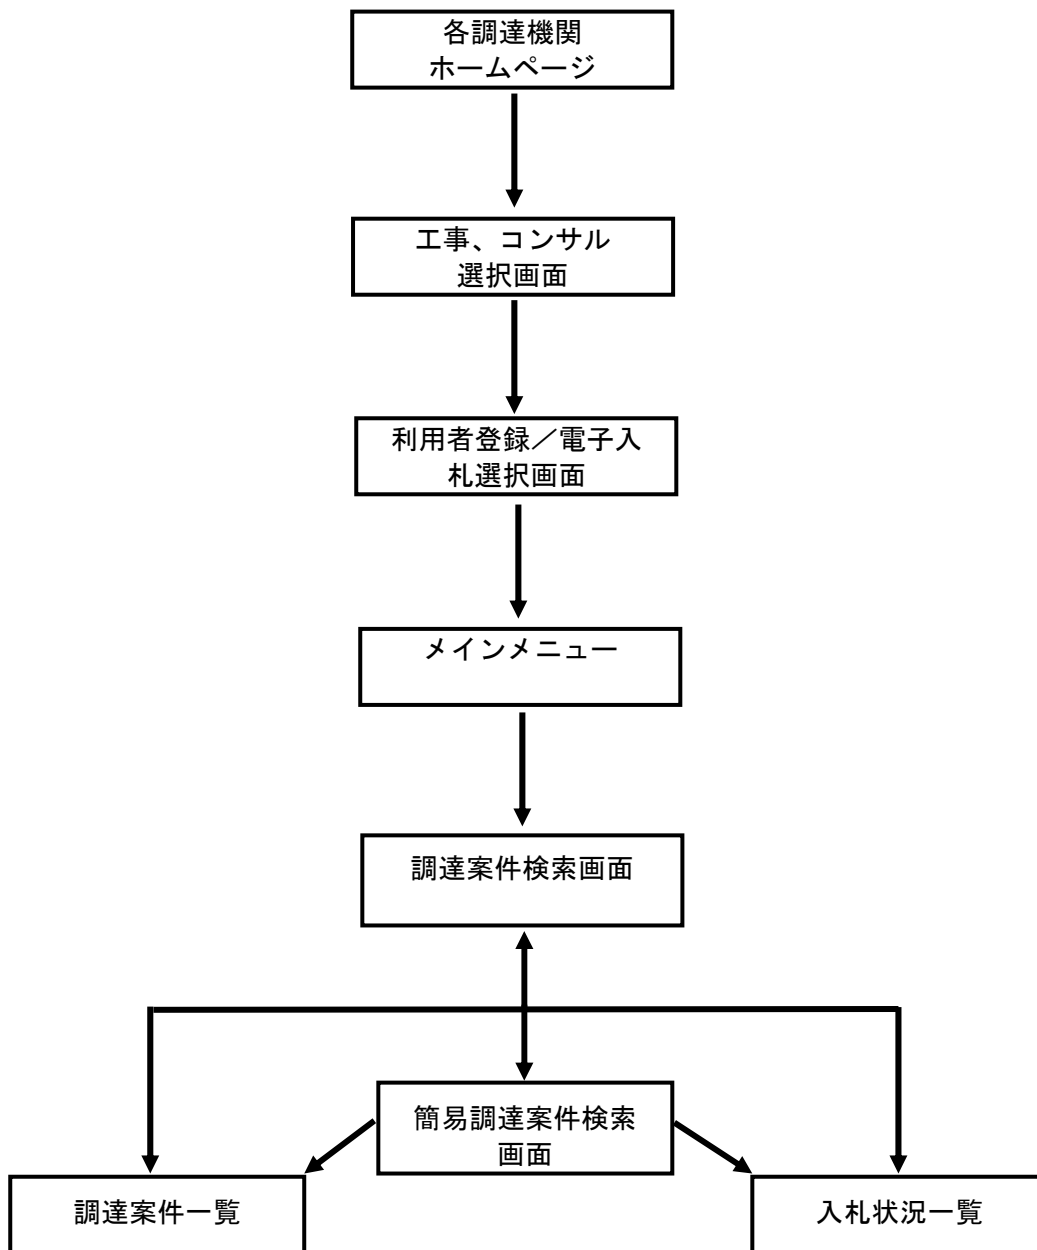 各調達機関
ホームページ
工事、コンサル
選択画面
利用者登録／電子入
札選択画面
メインメニュー
調達案件検索画面
簡易調達案件検索
画面
調達案件一覧
入札状況一覧